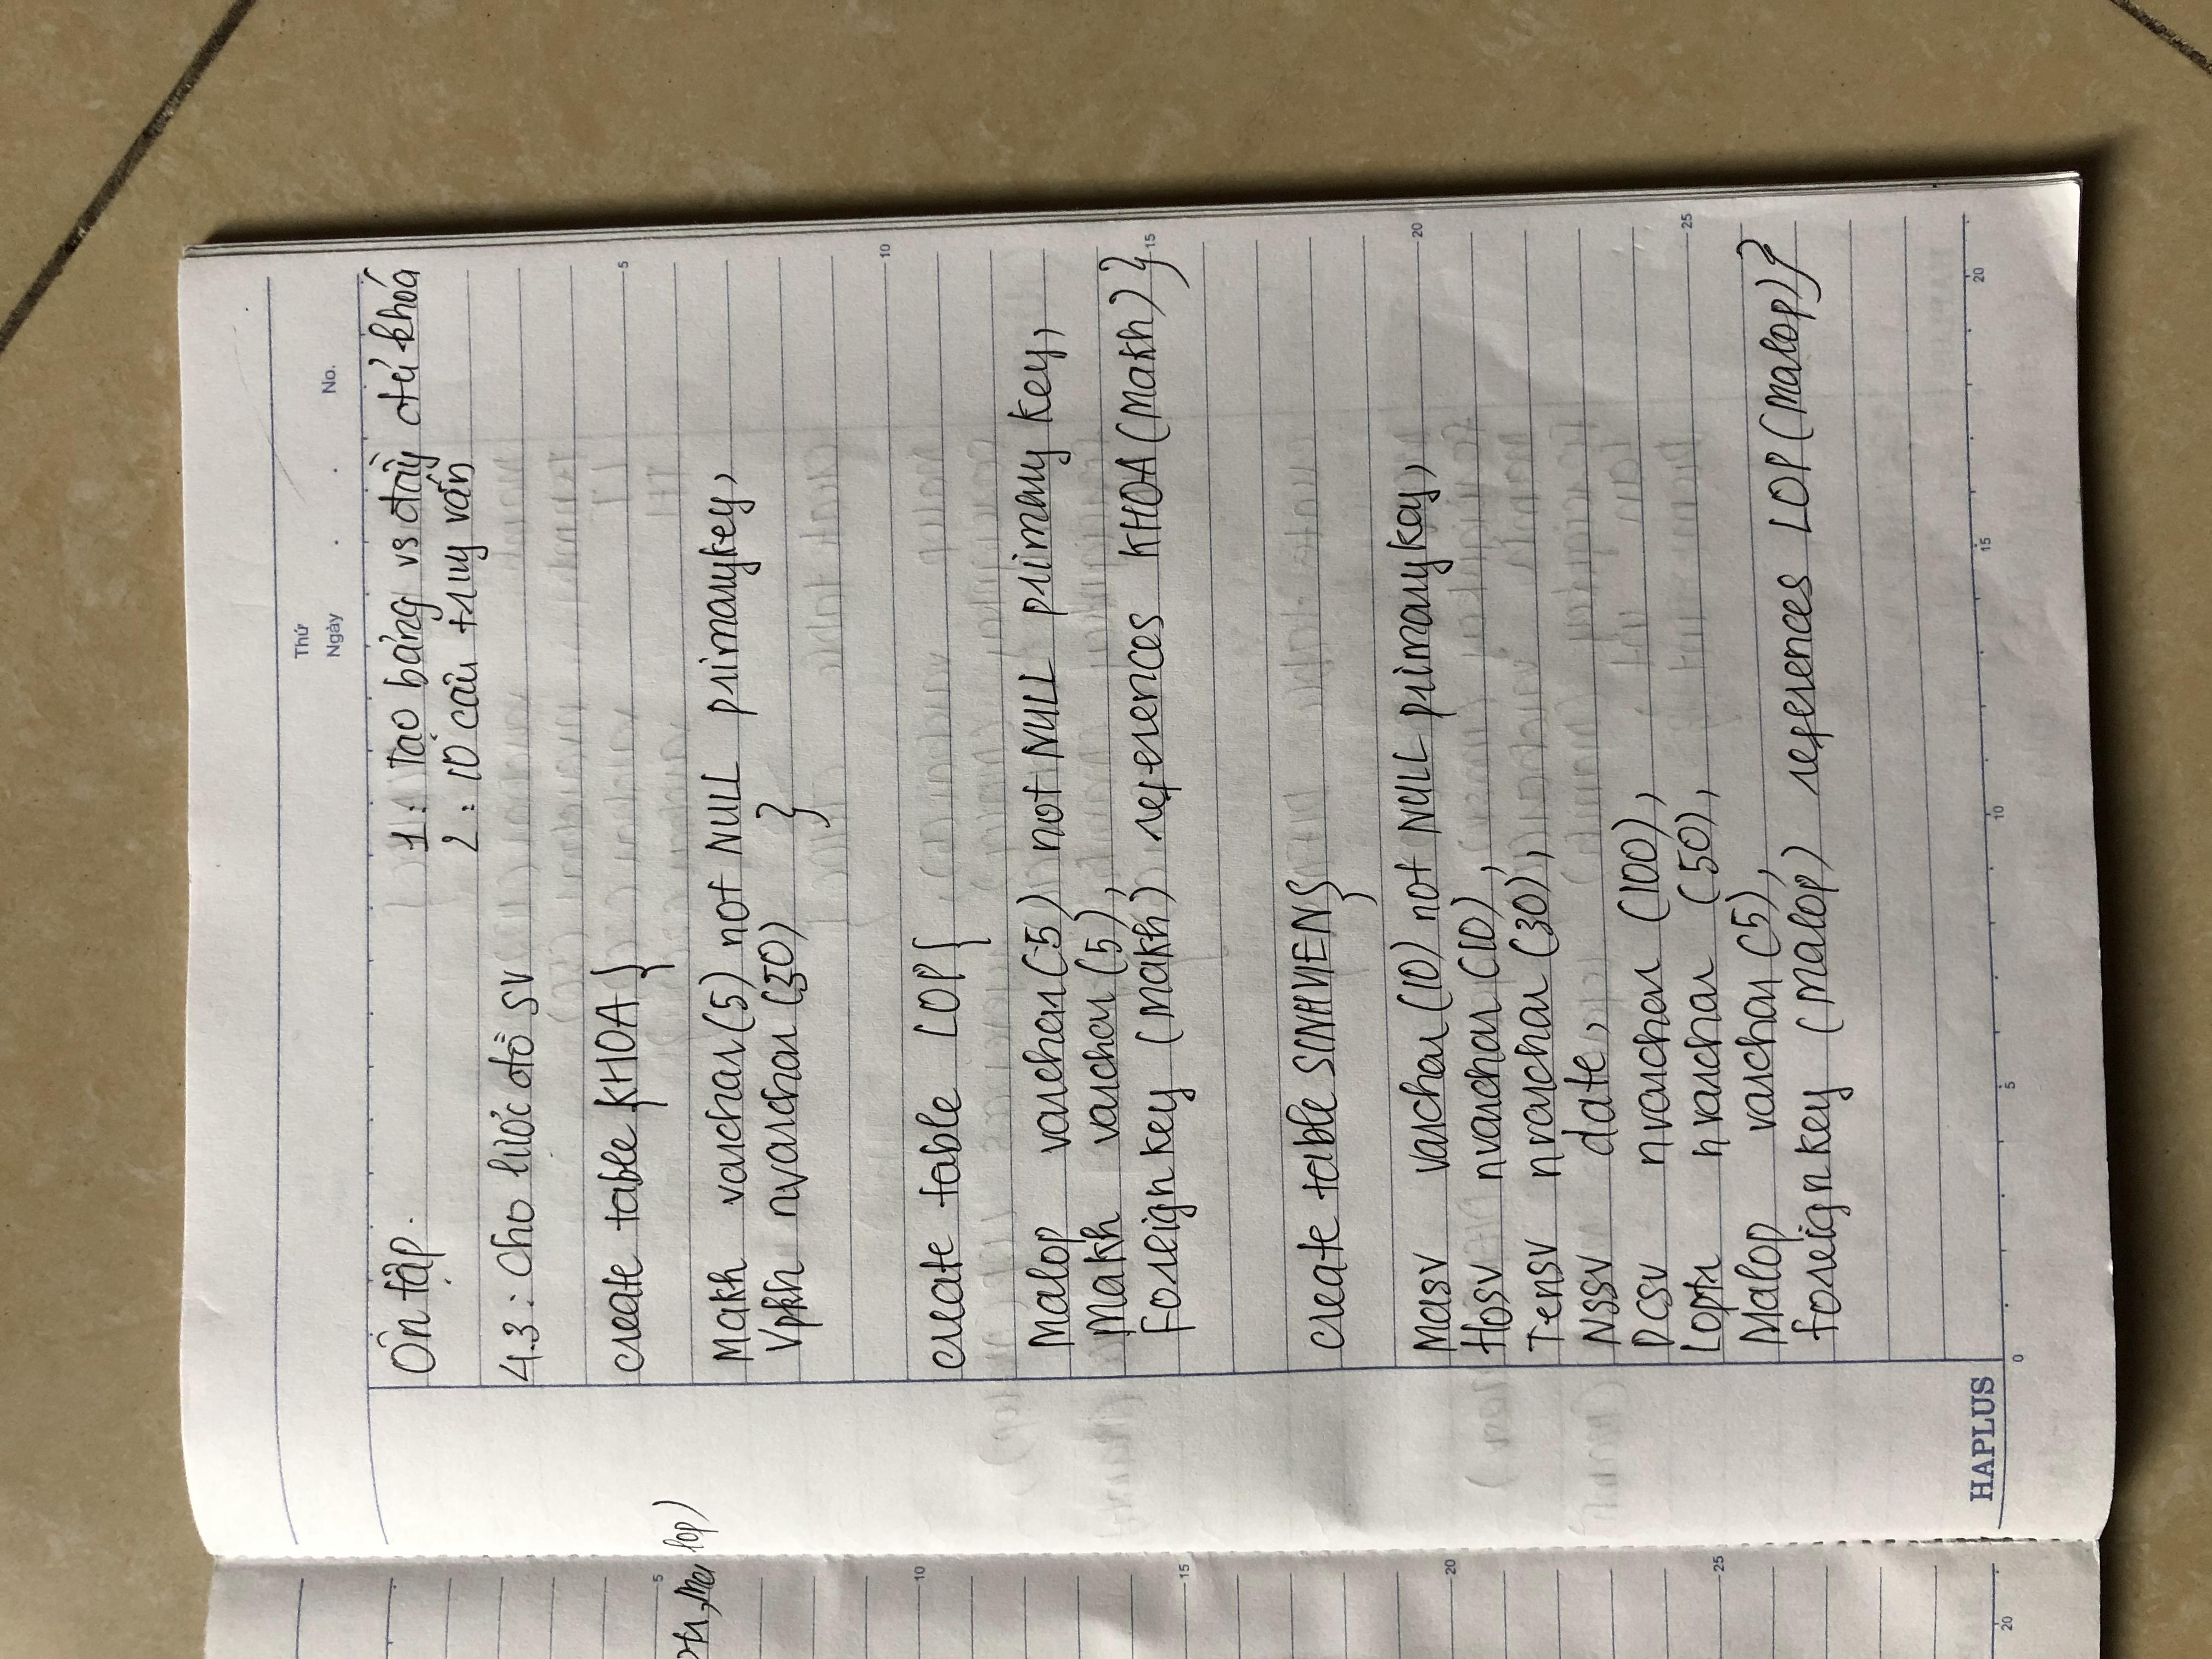 Thứ
Ngày . . No.
Ôn tập. 1: Tạo bảng vs đầy đủ khóa
2: 10 câu truy vấn
4.3: Cho lược đồ SV
create table {KHOA }
Makh varchar(5) not NULL primarykey,
Vpkh nvarchar (50) }
create table LOP{
Malop varchar(5) not NULL primary key,
Makh varchar (5),
Foreign key (Makh) references KHOA (Makh) }
create table SINHVIEN{
Masv varchar (10) not NULL primary key,
Hosv nvarchar (10),
Tensv nvarchar (30),
NSSV date,
DCSV nvarchar (100),
Loptr nvarchar (50),
Malop varchar (5),
foreign key (Malop) references LOP (Malop)}
lop)
5
10
15
20
25
20
5
10
15
20
25
HAPLUS
0 5 10 15 20